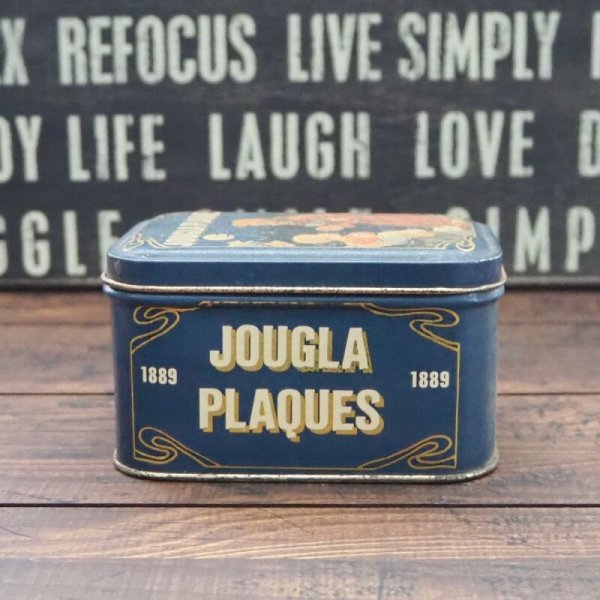 REFOCUS LIVE SIMPLY
LIFE LAUGH LOVE
JOUGLA
PLAQUES
1889
1889